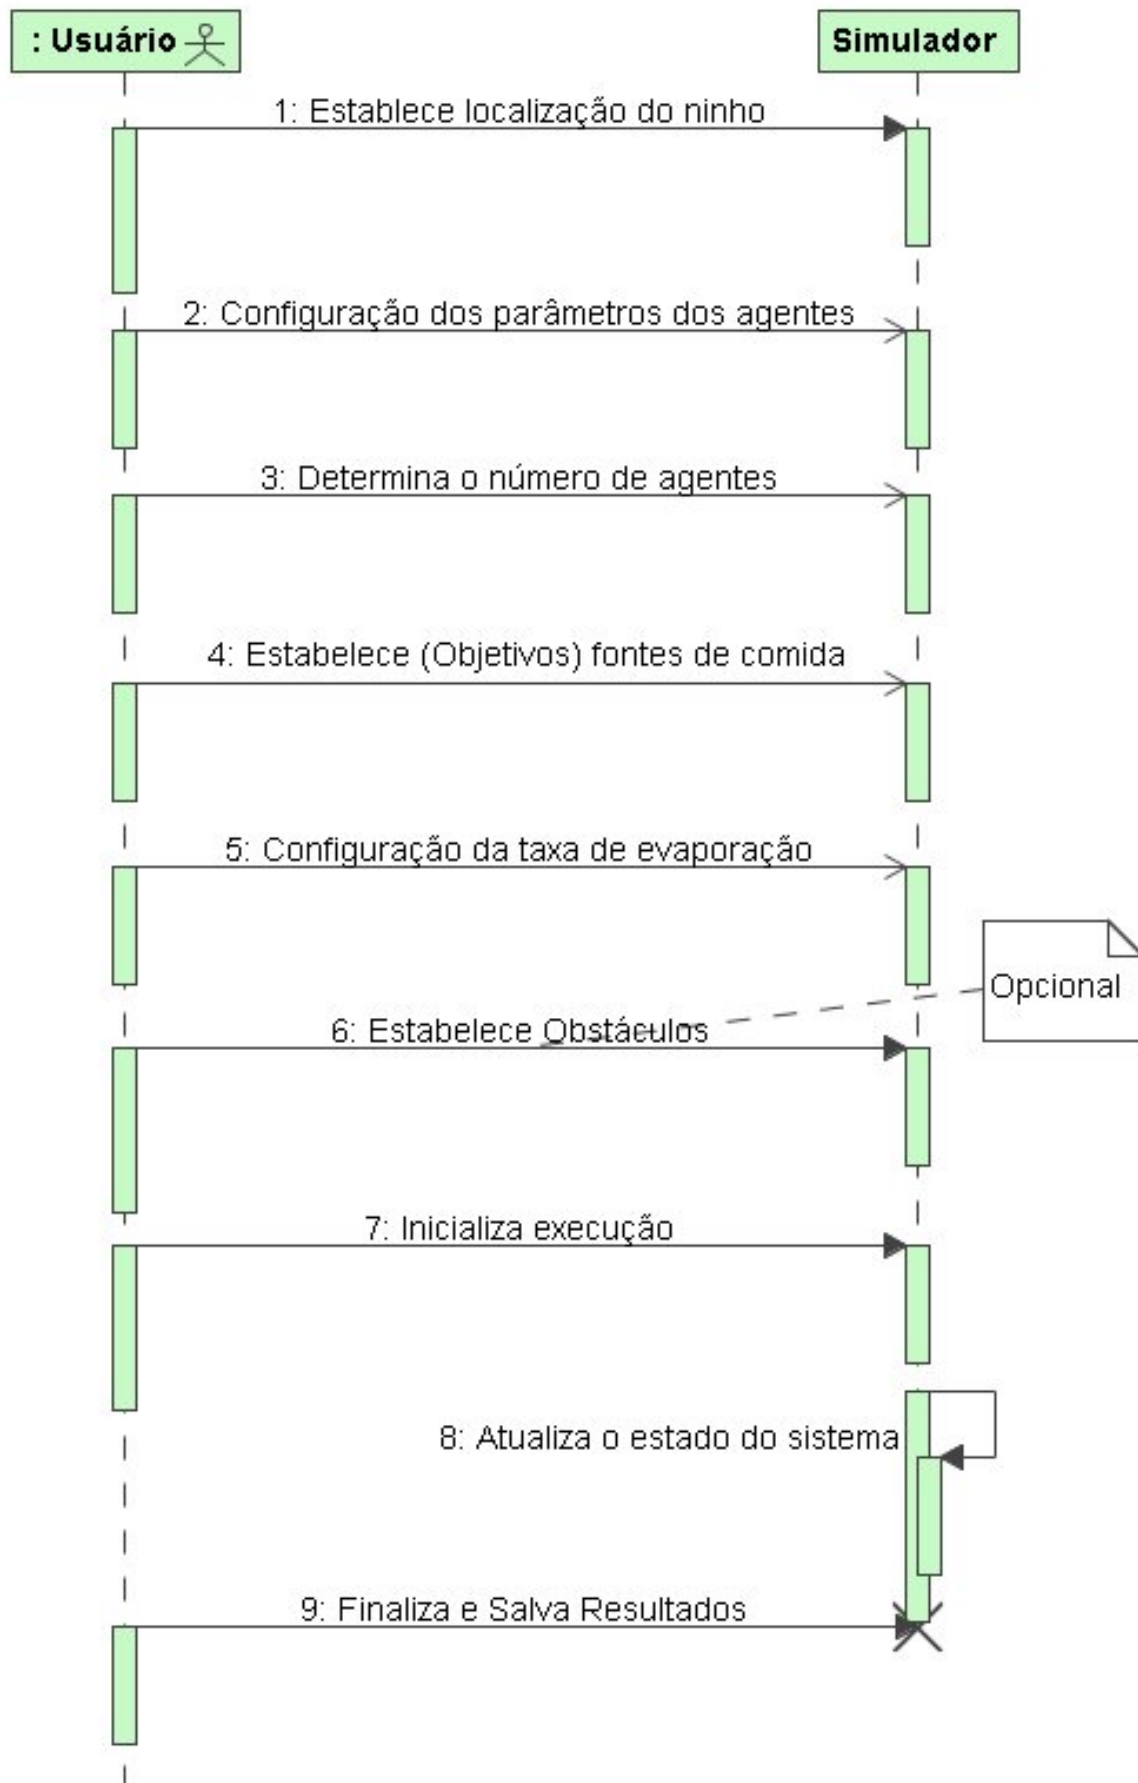 : Usuário
Simulador
1: Establece localização do ninho
2: Configuração dos parâmetros dos agentes
3: Determina o número de agentes
4: Estabelece (Objetivos) fontes de comida
5: Configuração da taxa de evaporação
Opcional
6: Estabelece Obstáculos
7: Inicializa execução
8: Atualiza o estado do sistema
9: Finaliza e Salva Resultados